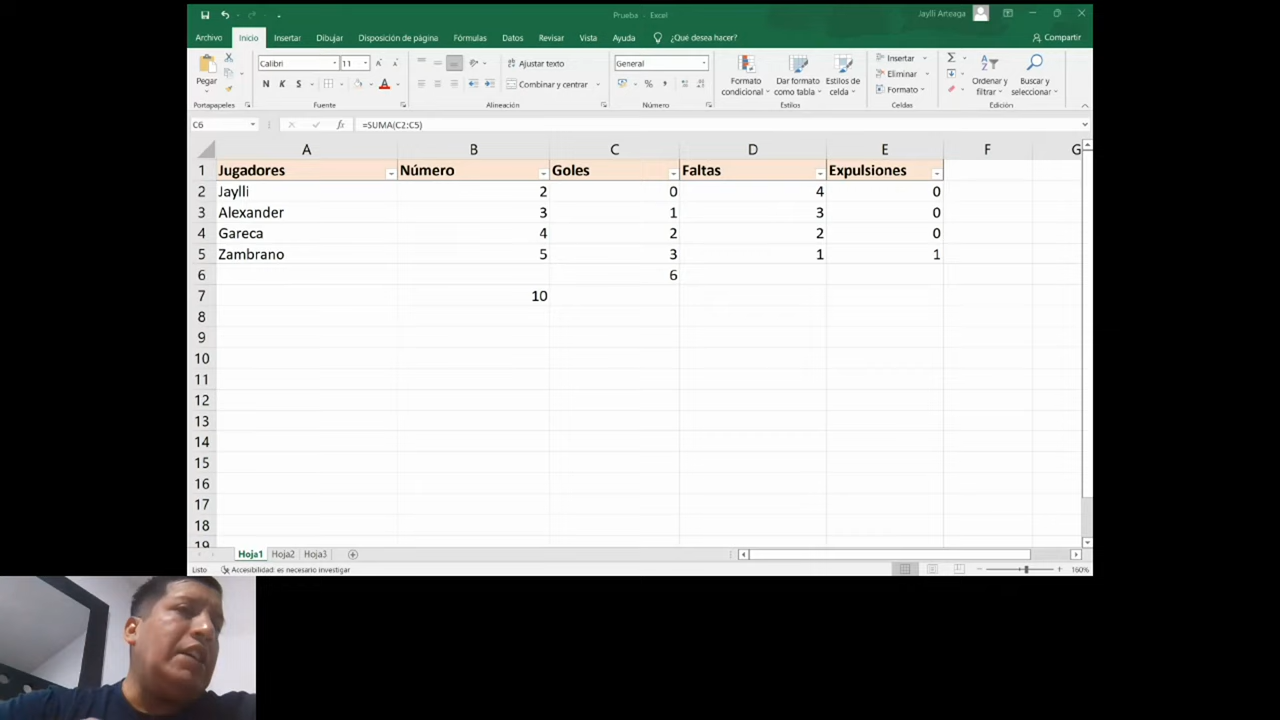 Prueba - Excel
Jaylli Arteaga
Archivo Inicio Insertar Dibujar Disposición de página Fórmulas Datos Revisar Vista Ayuda ¿Qué desea hacer? Compartir
Pegar
Calibri 11
N K S
Ajustar texto
Combinar y centrar
General
% 
Formato condicional
Dar formato como tabla
Estilos de celda
Insertar
Eliminar
Formato
Ordenar y filtrar
Buscar y seleccionar
Portapapeles Fuente Alineación Número Estilos Celdas Edición
C6 fx =SUMA(C2:C5)
A B C D E F G
1 Jugadores Número Goles Faltas Expulsiones
2 Jaylli 2 0 4 0
3 Alexander 3 1 3 0
4 Gareca 4 2 2 0
5 Zambrano 5 3 1 1
6 6
7 10
8
9
10
11
12
13
14
15
16
17
18
19
Hoja1 Hoja2 Hoja3
Listo Accesibilidad: es necesario investigar 160%